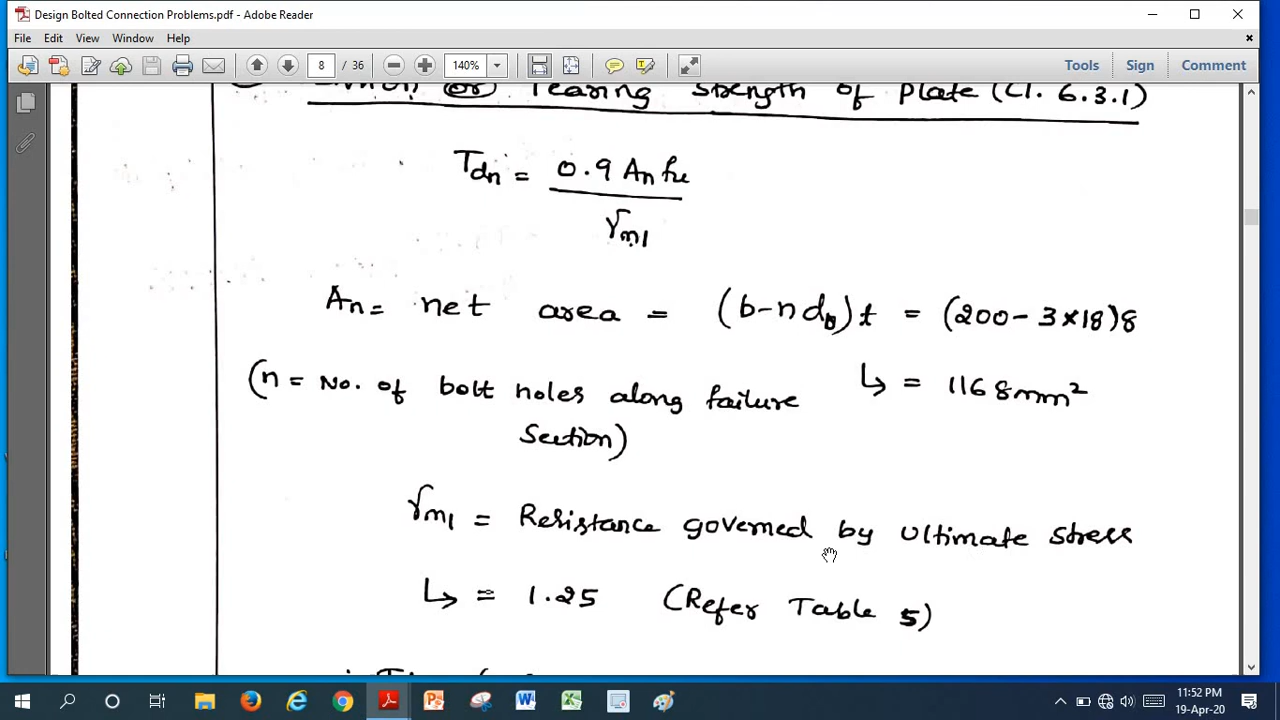 Design Bolted Connection Problems.pdf - Adobe Reader
File Edit View Window Help
8 / 36 140% Tools Sign Comment
or Tearing Strength of Plate (Cl. 6.3.1)
Tdn = 0.9 An fu
γm1
An = net area = (b-n d0)t = (200 - 3×18)8
(n = No. of bolt holes along failure ↳ = 1168mm²
Section)
γm1 = Resistance governed by Ultimate stress
↳ = 1.25 (Refer Table 5)
11:52 PM
19-Apr-20